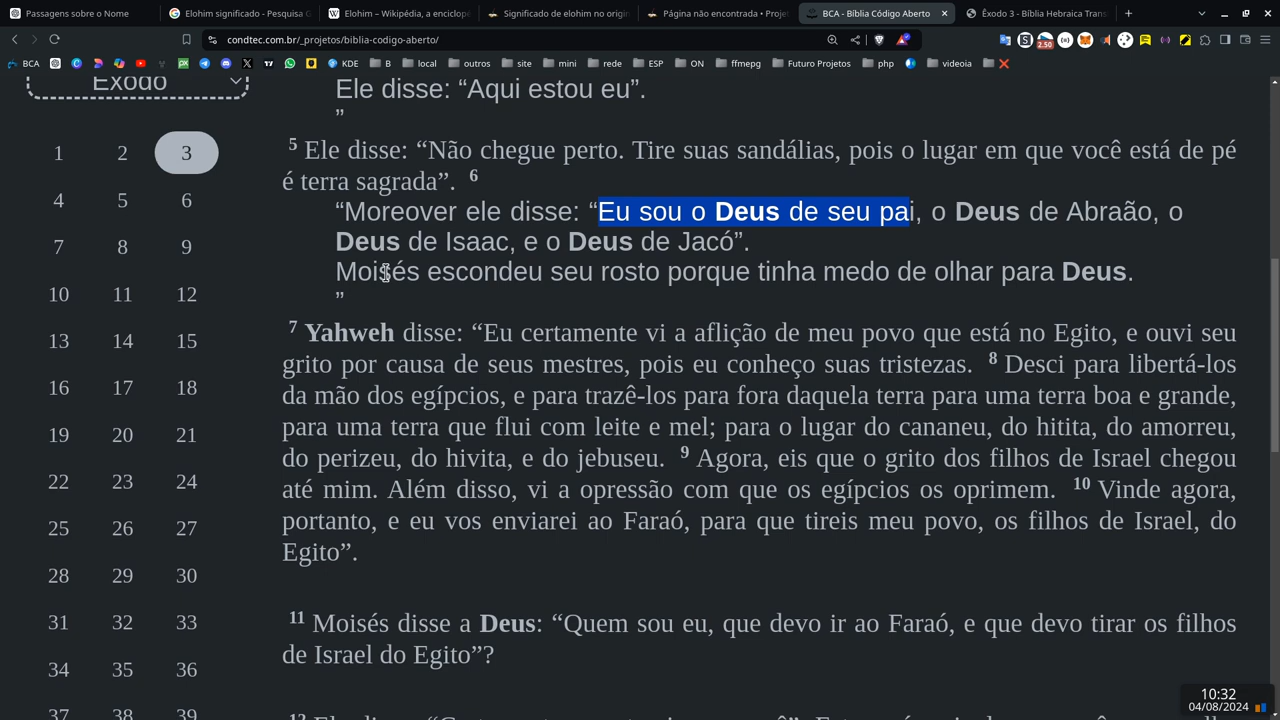 Passagens sobre o Nome
Elohim significado - Pesquisa G
Elohim – Wikipédia, a enciclopé
Significado de elohim no origin
Página não encontrada • Projet
BCA - Bíblia Código Aberto
Êxodo 3 - Bíblia Hebraica Trans
condtec.com.br/_projetos/biblia-codigo-aberto/
2.50
BCA
KDE
B
local
outros
site
mini
rede
ESP
ON
ffmepg
Futuro Projetos
php
videoia
Êxodo
1 2 3
4 5 6
7 8 9
10 11 12
13 14 15
16 17 18
19 20 21
22 23 24
25 26 27
28 29 30
31 32 33
34 35 36
37 38 39
Ele disse: “Aqui estou eu”.
”
5 Ele disse: “Não chegue perto. Tire suas sandálias, pois o lugar em que você está de pé
é terra sagrada”. 6
“Moreover ele disse: “Eu sou o Deus de seu pai, o Deus de Abraão, o
Deus de Isaac, e o Deus de Jacó”.
Moisés escondeu seu rosto porque tinha medo de olhar para Deus.
”
7 Yahweh disse: “Eu certamente vi a aflição de meu povo que está no Egito, e ouvi seu
grito por causa de seus mestres, pois eu conheço suas tristezas. 8 Desci para libertá-los
da mão dos egípcios, e para trazê-los para fora daquela terra para uma terra boa e grande,
para uma terra que flui com leite e mel; para o lugar do cananeu, do hitita, do amorreu,
do perizeu, do hivita, e do jebuseu. 9 Agora, eis que o grito dos filhos de Israel chegou
até mim. Além disso, vi a opressão com que os egípcios os oprimem. 10 Vinde agora,
portanto, e eu vos enviarei ao Faraó, para que tireis meu povo, os filhos de Israel, do
Egito”.
11 Moisés disse a Deus: “Quem sou eu, que devo ir ao Faraó, e que devo tirar os filhos
de Israel do Egito”?
10:32
04/08/2024